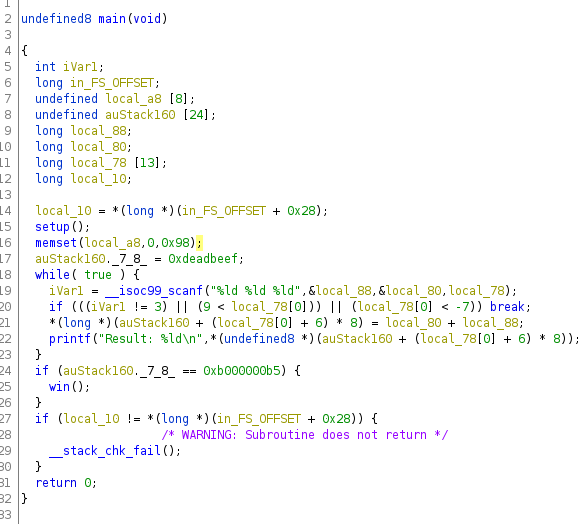 1
2 undefined8 main(void)
3
4 {
5 int iVar1;
6 long in_FS_OFFSET;
7 undefined local_a8 [8];
8 undefined auStack160 [24];
9 long local_88;
10 long local_80;
11 long local_78 [13];
12 long local_10;
13
14 local_10 = *(long *)(in_FS_OFFSET + 0x28);
15 setup();
16 memset(local_a8,0,0x98);
17 auStack160._7_8_ = 0xdeadbeef;
18 while( true ) {
19 iVar1 = __isoc99_scanf("%ld %ld %ld",&local_88,&local_80,local_78);
20 if (((iVar1 != 3) || (9 < local_78[0])) || (local_78[0] < -7)) break;
21 *(long *)(auStack160 + (local_78[0] + 6) * 8) = local_80 + local_88;
22 printf("Result: %ld\n",*(undefined8 *)(auStack160 + (local_78[0] + 6) * 8));
23 }
24 if (auStack160._7_8_ == 0xb000000b5) {
25 win();
26 }
27 if (local_10 != *(long *)(in_FS_OFFSET + 0x28)) {
28 /* WARNING: Subroutine does not return */
29 __stack_chk_fail();
30 }
31 return 0;
32 }
33